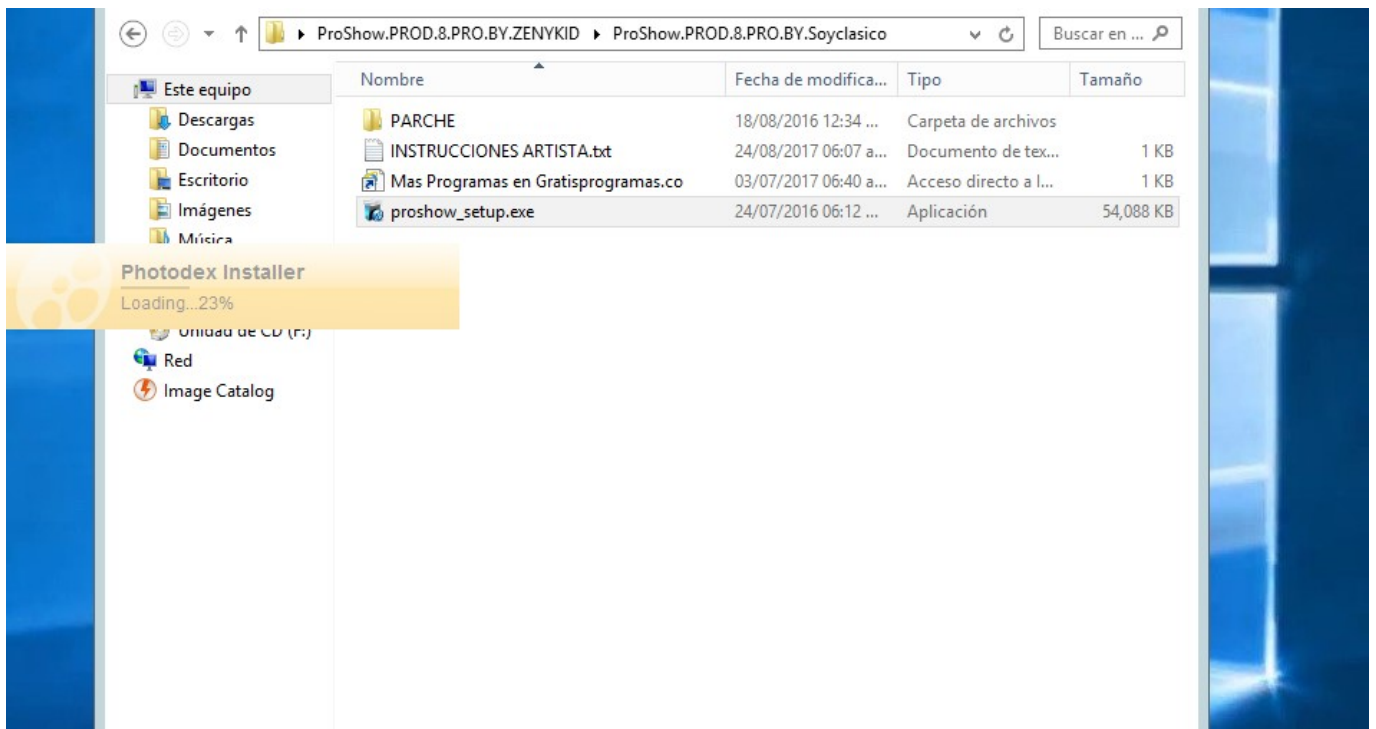 ProShow.PROD.8.PRO.BY.ZENYKID ProShow.PROD.8.PRO.BY.Soyclasico Buscar en ...
Este equipo
Descargas
Documentos
Escritorio
Imágenes
Música
Photodex Installer
Loading...23%
Unidad de CD (F:)
Red
Image Catalog
Nombre Fecha de modifica... Tipo Tamaño
PARCHE 18/08/2016 12:34 ... Carpeta de archivos
INSTRUCCIONES ARTISTA.txt 24/08/2017 06:07 a... Documento de tex... 1 KB
Mas Programas en Gratisprogramas.co 03/07/2017 06:40 a... Acceso directo a I... 1 KB
proshow_setup.exe 24/07/2016 06:12 ... Aplicación 54,088 KB